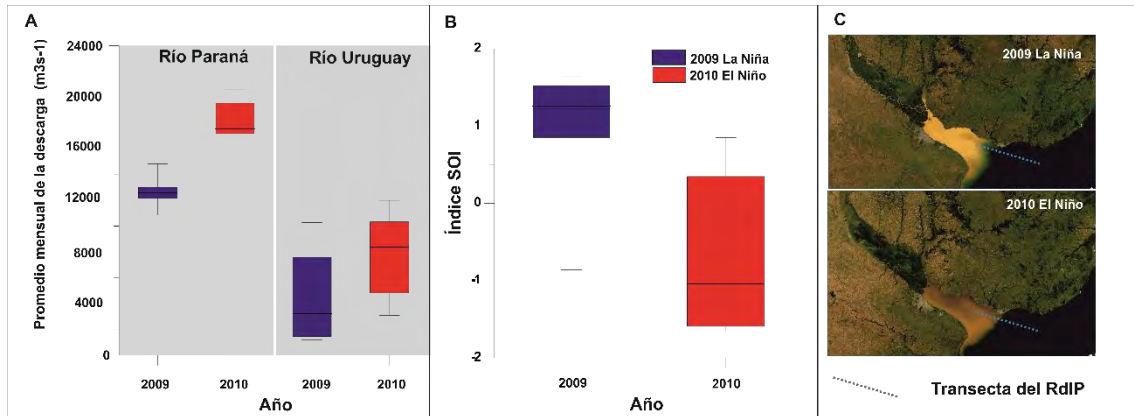 A
Río Paraná
Río Uruguay
Promedio mensual de la descarga (m3s-1)
24000
20000
16000
12000
8000
4000
0
2009
2010
2009
2010
Año
B
2009 La Niña
2010 El Niño
Índice SOI
2
1
0
-1
-2
2009
2010
Año
C
2009 La Niña
2010 El Niño
Transecta del RdlP